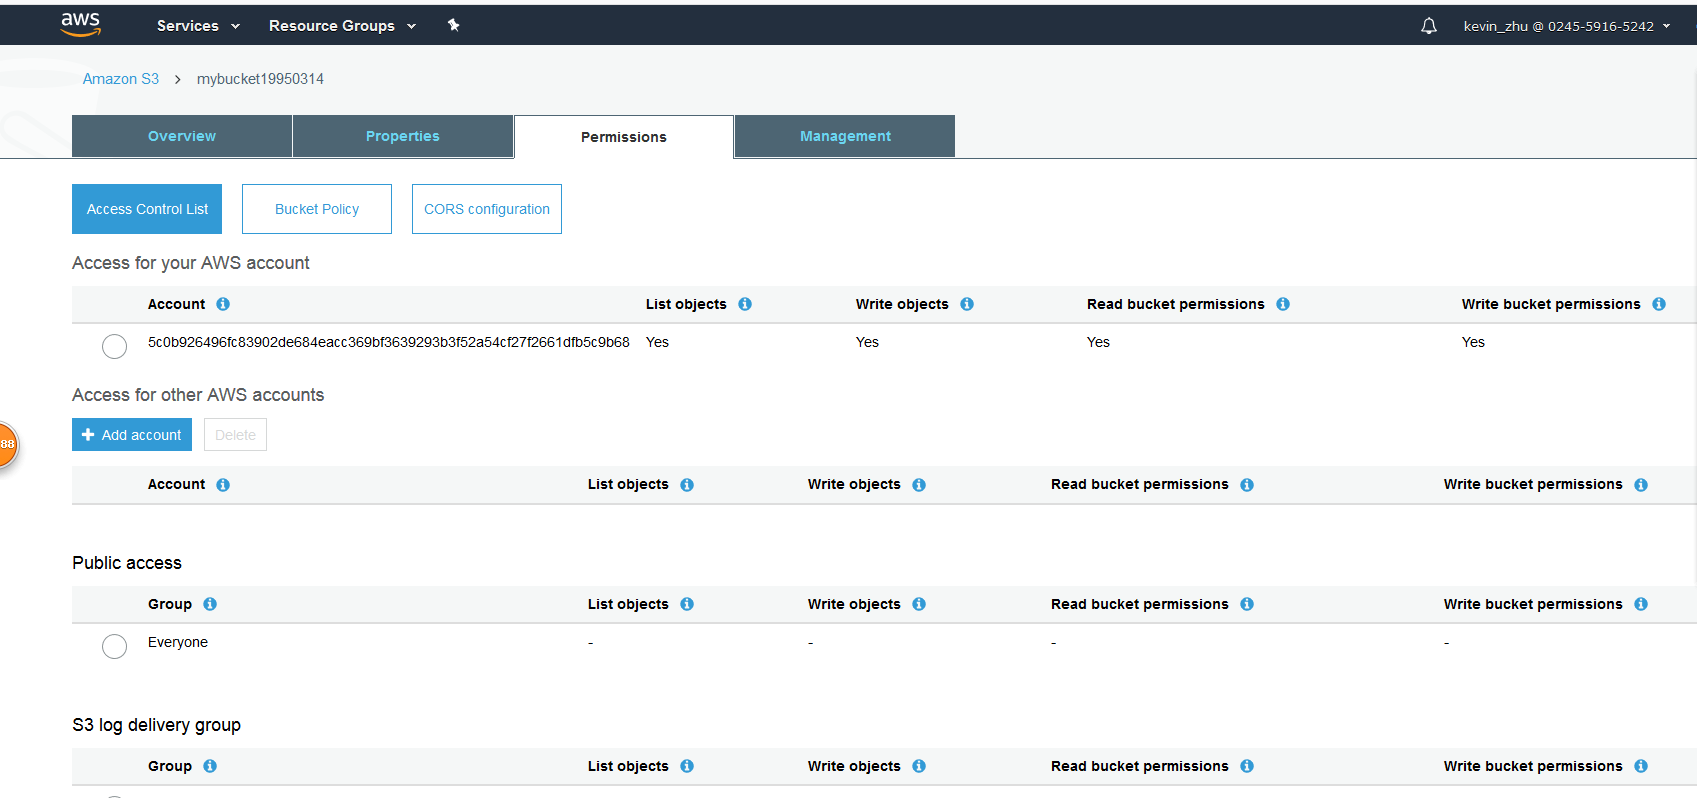 aws Services Resource Groups kevin_zhu @ 0245-5916-5242
Amazon S3 > mybucket19950314
Overview Properties Permissions Management
Access Control List Bucket Policy CORS configuration
Access for your AWS account
Account List objects Write objects Read bucket permissions Write bucket permissions
5c0b926496fc83902de684eacc369bf3639293b3f52a54cf27f2661dfb5c9b68 Yes Yes Yes Yes
Access for other AWS accounts
+ Add account Delete
88
Account List objects Write objects Read bucket permissions Write bucket permissions
Public access
Group List objects Write objects Read bucket permissions Write bucket permissions
Everyone - - - -
S3 log delivery group
Group List objects Write objects Read bucket permissions Write bucket permissions